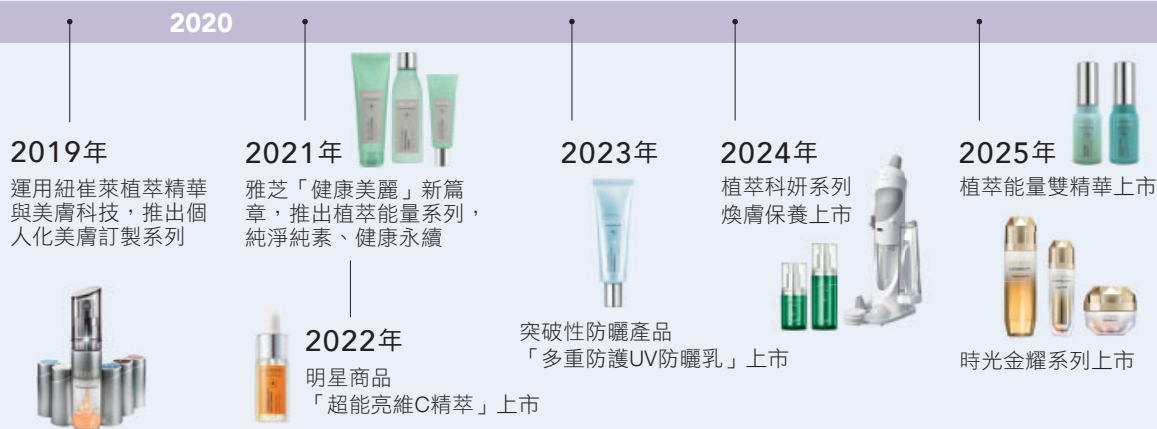 2020
2019年
運用紐崔萊植萃精華
與美膚科技，推出個
人化美膚訂製系列
2021年
雅芝「健康美麗」新篇
章，推出植萃能量系列，
純淨純素、健康永續
2022年
明星商品
「超能亮維C精萃」上市
2023年
突破性防曬產品
「多重防護UV防曬乳」上市
2024年
植萃科妍系列
煥膚保養上市
2025年
植萃能量雙精華上市
時光金耀系列上市